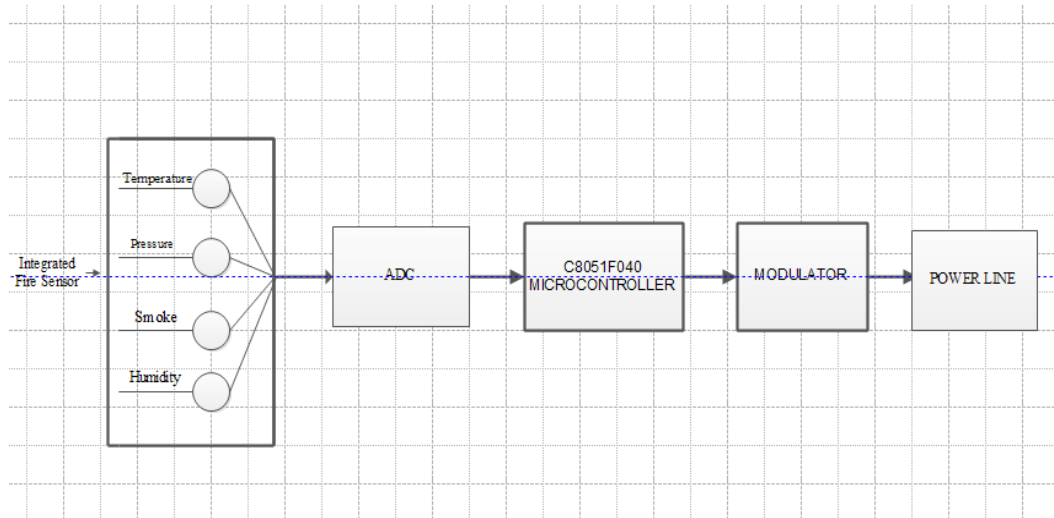 Temperature
Pressure
Integrated
Fire Sensor
Smoke
Humidity
ADC
C8051F040
MICROCONTROLLER
MODULATOR
POWER LINE